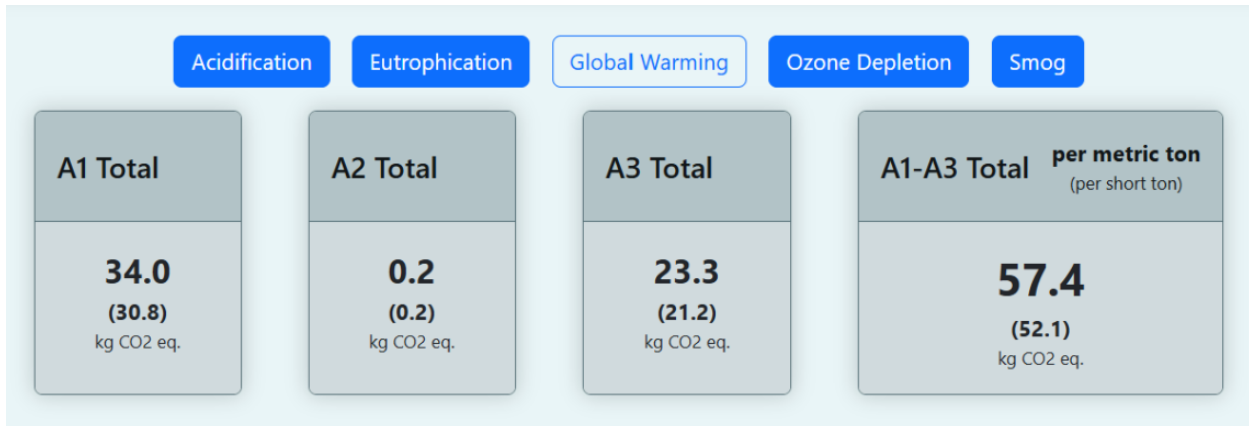 Acidification Eutrophication Global Warming Ozone Depletion Smog
A1 Total
34.0
(30.8)
kg CO2 eq.
A2 Total
0.2
(0.2)
kg CO2 eq.
A3 Total
23.3
(21.2)
kg CO2 eq.
A1-A3 Total
per metric ton
(per short ton)
57.4
(52.1)
kg CO2 eq.